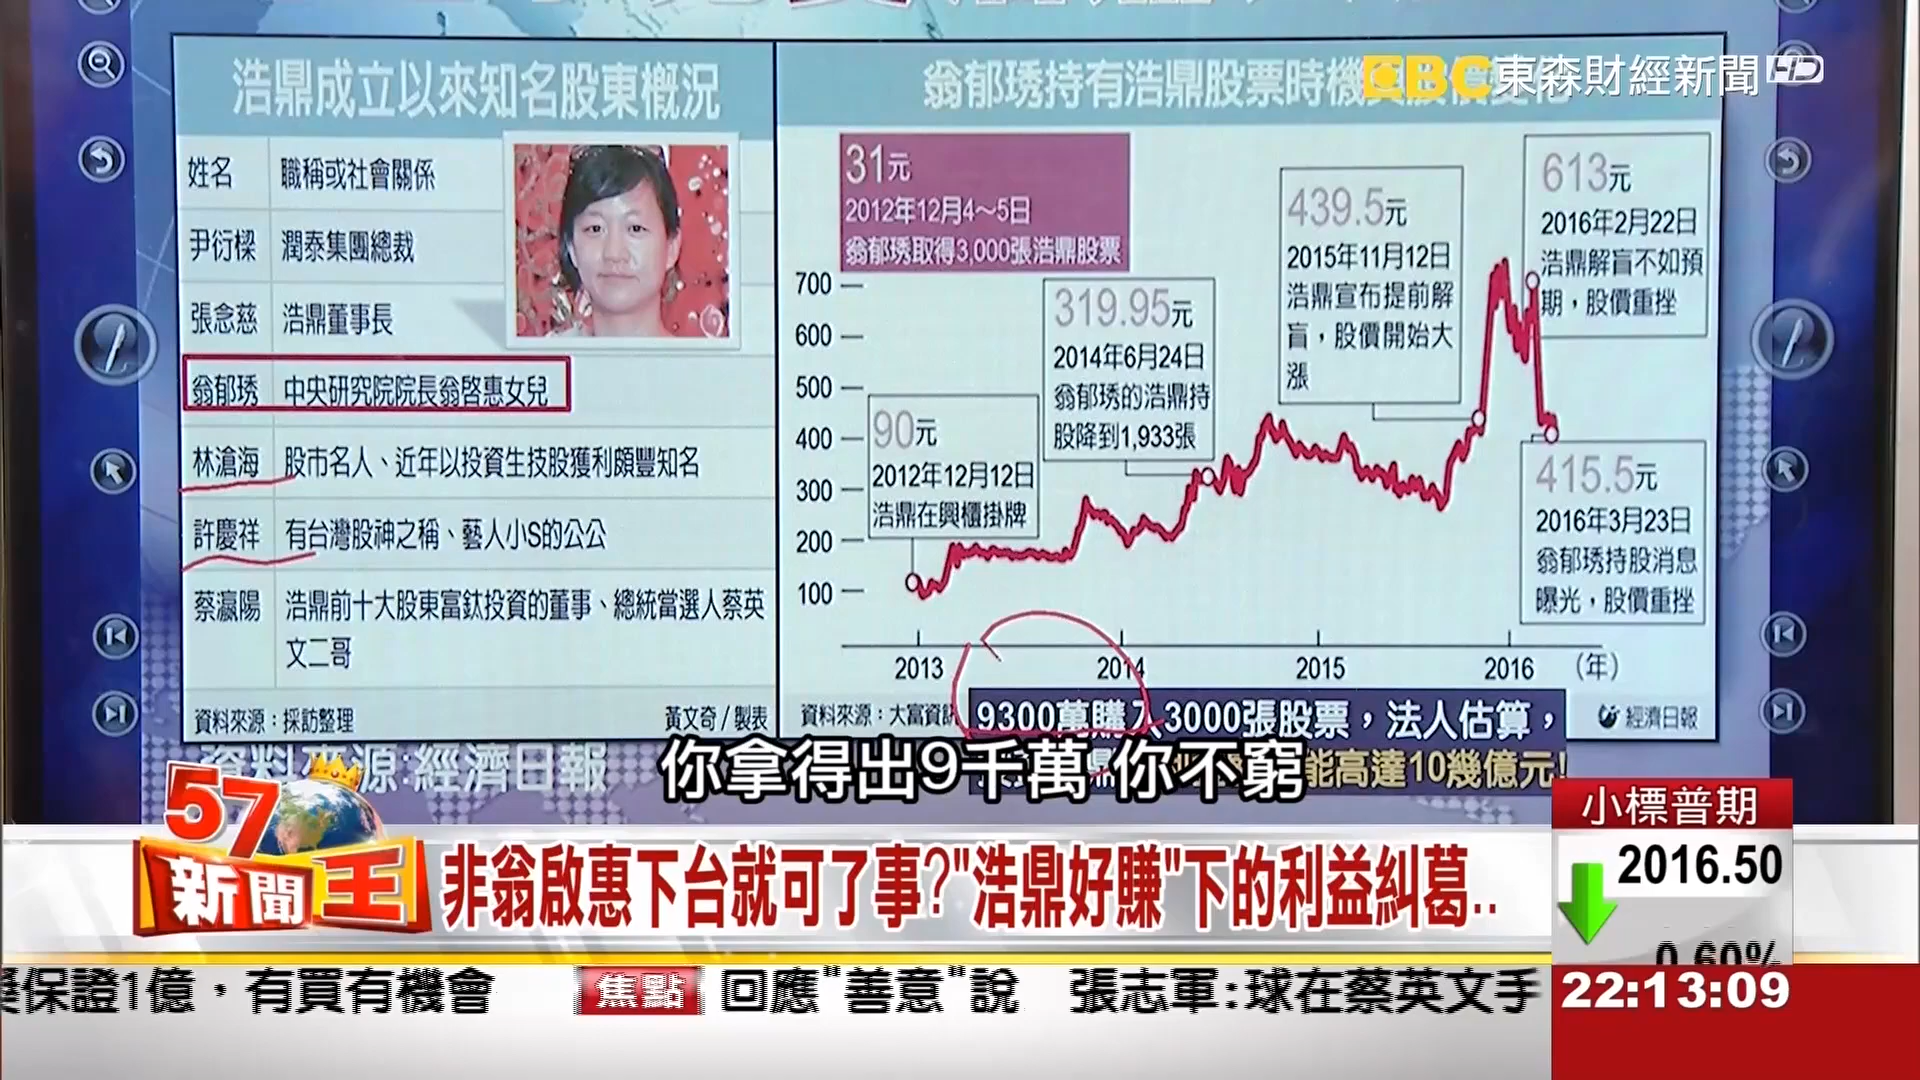 浩鼎成立以來知名股東概況
姓名 職稱或社會關係
尹衍樑 潤泰集團總裁
張念慈 浩鼎董事長
翁郁琇 中央研究院院長翁啓惠女兒
林滄海 股市名人、近年以投資生技股獲利頗豐知名
許慶祥 有台灣股神之稱、藝人小S的公公
蔡瀛陽 浩鼎前十大股東富鈦投資的董事、總統當選人蔡英
文二哥
資料來源：採訪整理 黃文奇/製表
資料來源:經濟日報
翁郁琇持有浩鼎股票時機
EBC 東森財經新聞 HD
31元
2012年12月4～5日
翁郁琇取得3,000張浩鼎股票
90元
2012年12月12日
浩鼎在興櫃掛牌
319.95元
2014年6月24日
翁郁琇的浩鼎持
股降到1,933張
439.5元
2015年11月12日
浩鼎宣布提前解
盲，股價開始大
漲
613元
2016年2月22日
浩鼎解盲不如預
期，股價重挫
415.5元
2016年3月23日
翁郁琇持股消息
曝光，股價重挫
700
600
500
400
300
200
100
2013 2014 2015 2016 (年)
資料來源：大富資訊
經濟日報
9300萬購入3000張股票，法人估算，
能高達10幾億元!
你拿得出9千萬 你不窮
57
新聞王
非翁啟惠下台就可了事?"浩鼎好賺"下的利益糾葛..
小標普期
2016.50
0.60%
保證1億，有買有機會 焦點 回應"善意"說 張志軍:球在蔡英文手
22:13:09